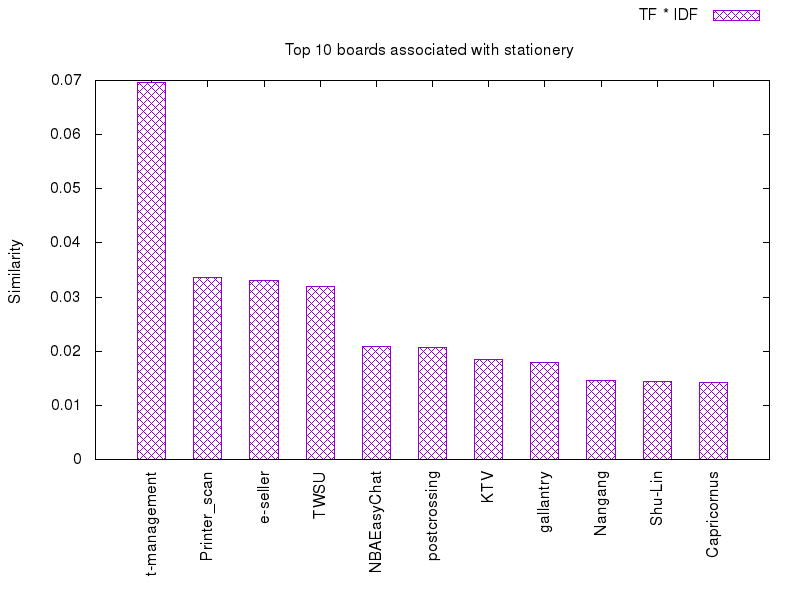 TF * IDF
Top 10 boards associated with stationery
Similarity
0.07
0.06
0.05
0.04
0.03
0.02
0.01
0
t-management
Printer_scan
e-seller
TWSU
NBAEasyChat
postcrossing
KTV
gallantry
Nangang
Shu-Lin
Capricornus